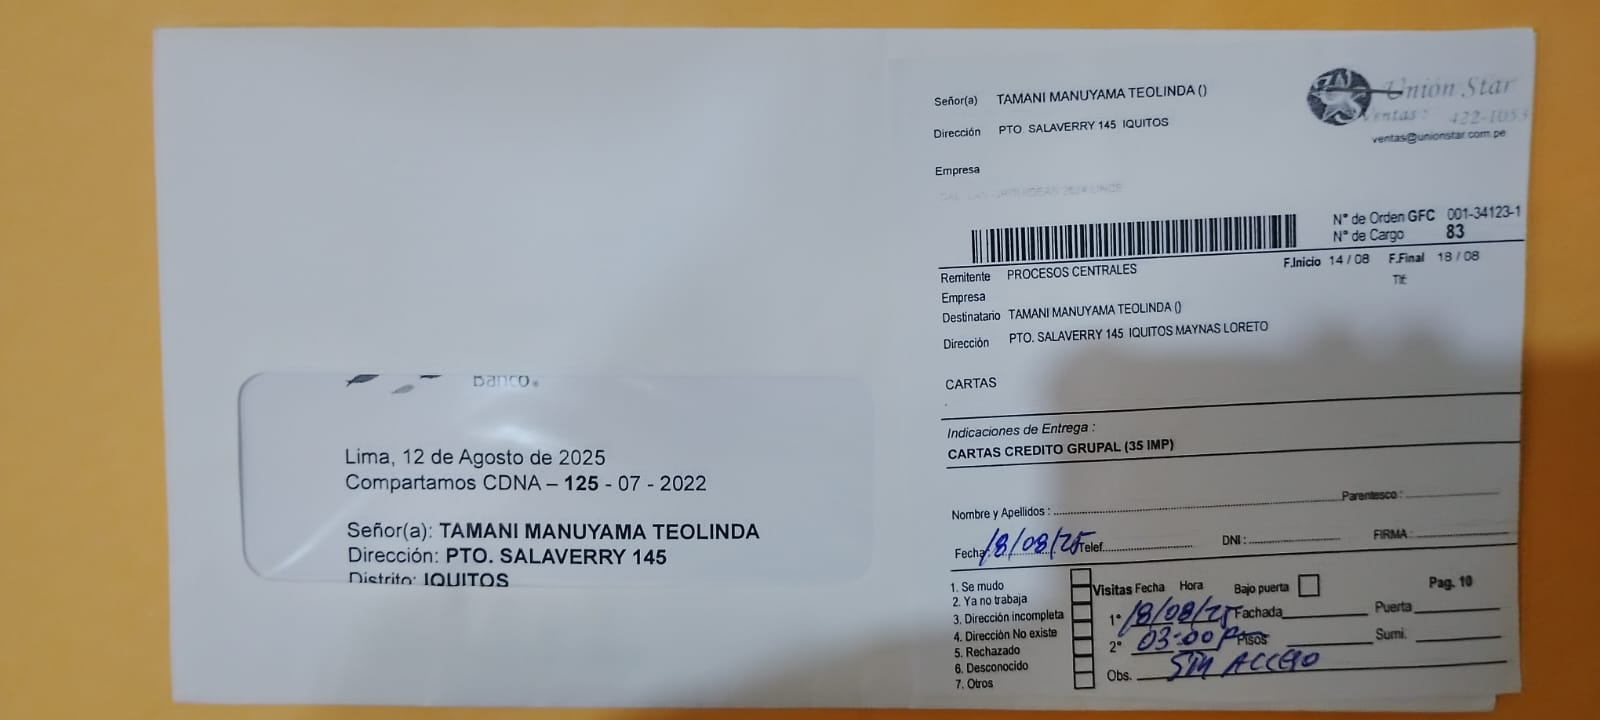 Banco.
Lima, 12 de Agosto de 2025
Compartamos CDNA – 125 - 07 - 2022
Señor(a): TAMANI MANUYAMA TEOLINDA
Dirección: PTO. SALAVERRY 145
Distrito: IQUITOS
Señor(a) TAMANI MANUYAMA TEOLINDA ()
Dirección PTO SALAVERRY 145 IQUITOS
Empresa
Union Star
Ventas: 422-1053
ventas@unionstar.com.pe
N° de Orden GFC 001-34123-1
N° de Cargo 83
Remitente PROCESOS CENTRALES F.Inicio 14 / 08 F.Final 18 / 08
Empresa
Destinatario TAMANI MANUYAMA TEOLINDA ()
Dirección PTO. SALAVERRY 145 IQUITOS MAYNAS LORETO
CARTAS
.
Indicaciones de Entrega :
CARTAS CREDITO GRUPAL (35 IMP)
Nombre y Apellidos : Parentesco :
Fecha: 18/08/25 Telef. DNI : FIRMA :
1. Se mudo
2. Ya no trabaja
3. Dirección incompleta
4. Dirección No existe
5. Rechazado
6. Desconocido
7. Otros
Visitas Fecha Hora Bajo puerta Pag. 10
1° 18/08/25 Fachada Puerta
2° 03:00 P Pisos Sumi.
Obs. SIN ACCESO